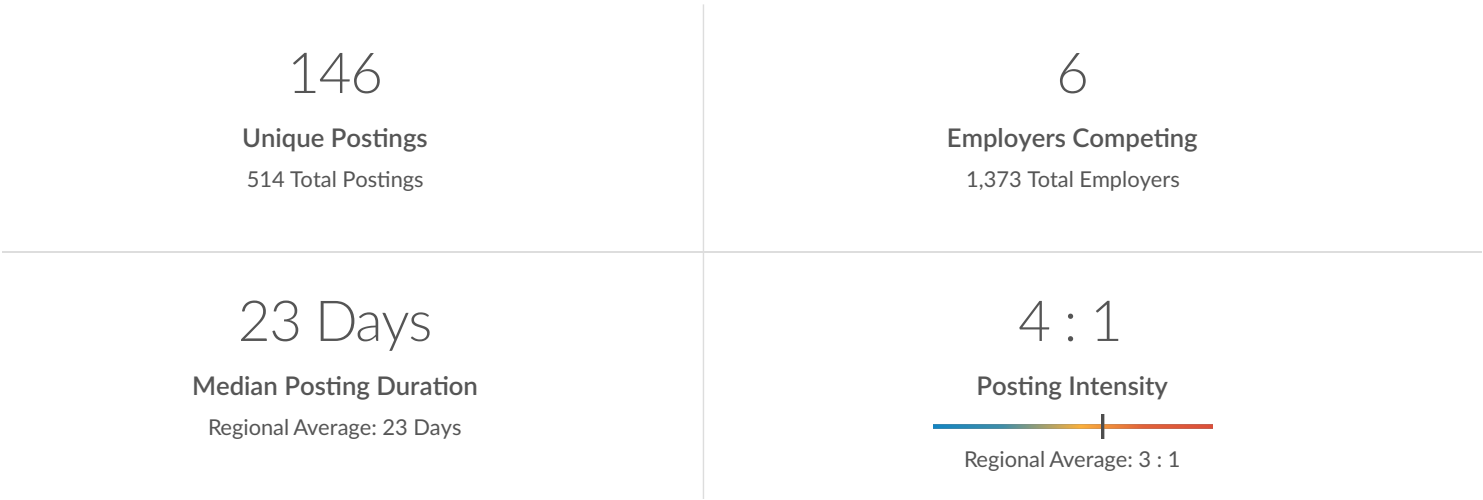 146
Unique Postings
514 Total Postings
6
Employers Competing
1,373 Total Employers
23 Days
Median Posting Duration
Regional Average: 23 Days
4 : 1
Posting Intensity
Regional Average: 3 : 1